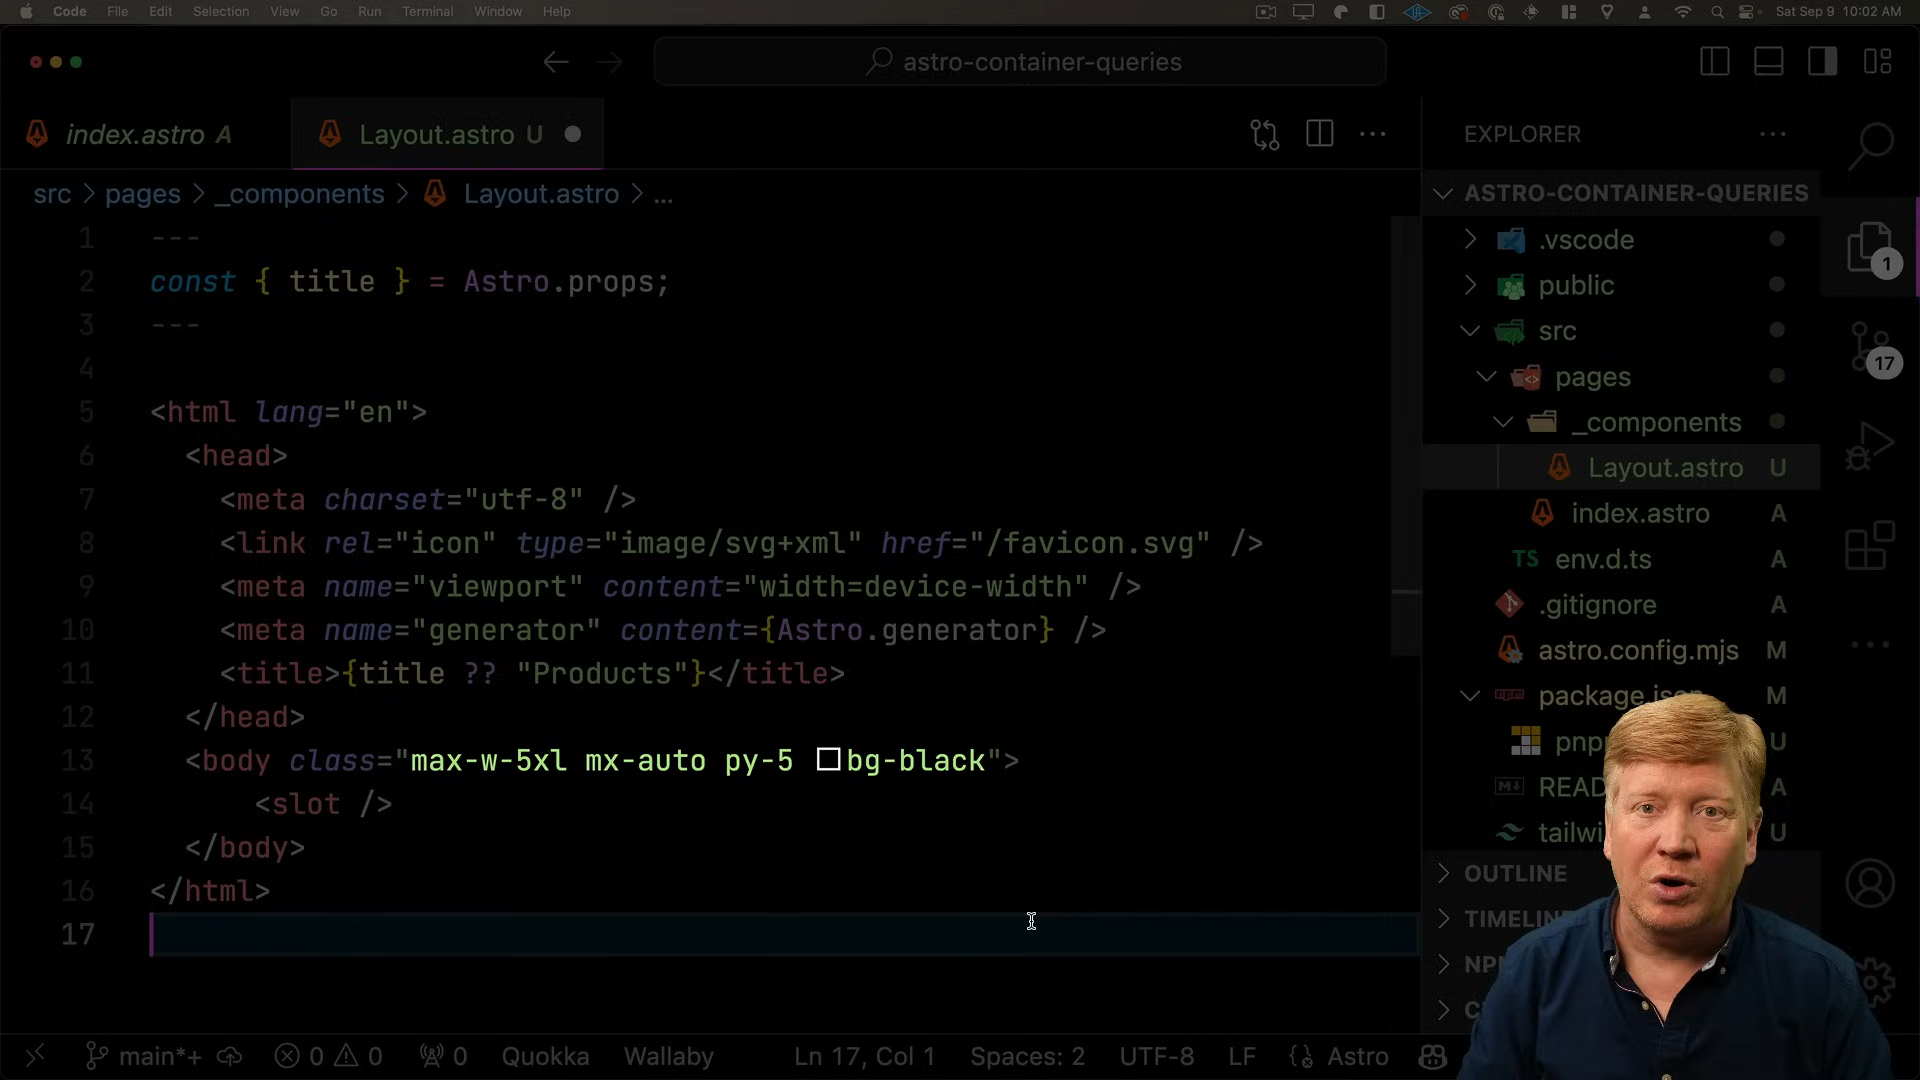 Code File Edit Selection View Go Run Terminal Window Help Sat Sep 9 10:02 AM
astro-container-queries
index.astro A Layout.astro U
src > pages > _components > Layout.astro > ...
1 ---
2 const { title } = Astro.props;
3 ---
4
5 <html lang="en">
6 <head>
7 <meta charset="utf-8" />
8 <link rel="icon" type="image/svg+xml" href="/favicon.svg" />
9 <meta name="viewport" content="width=device-width" />
10 <meta name="generator" content={Astro.generator} />
11 <title>{title ?? "Products"}</title>
12 </head>
13 <body class="max-w-5xl mx-auto py-5 bg-black">
14 <slot />
15 </body>
16 </html>
17
EXPLORER
ASTRO-CONTAINER-QUERIES
.vscode
public
src
pages
_components
Layout.astro U
index.astro A
TS env.d.ts A
.gitignore A
astro.config.mjs M
package.json M
U
A
U
OUTLINE
1
17
main*+ 0 0 0 Quokka Wallaby Ln 17, Col 1 Spaces: 2 UTF-8 LF Astro